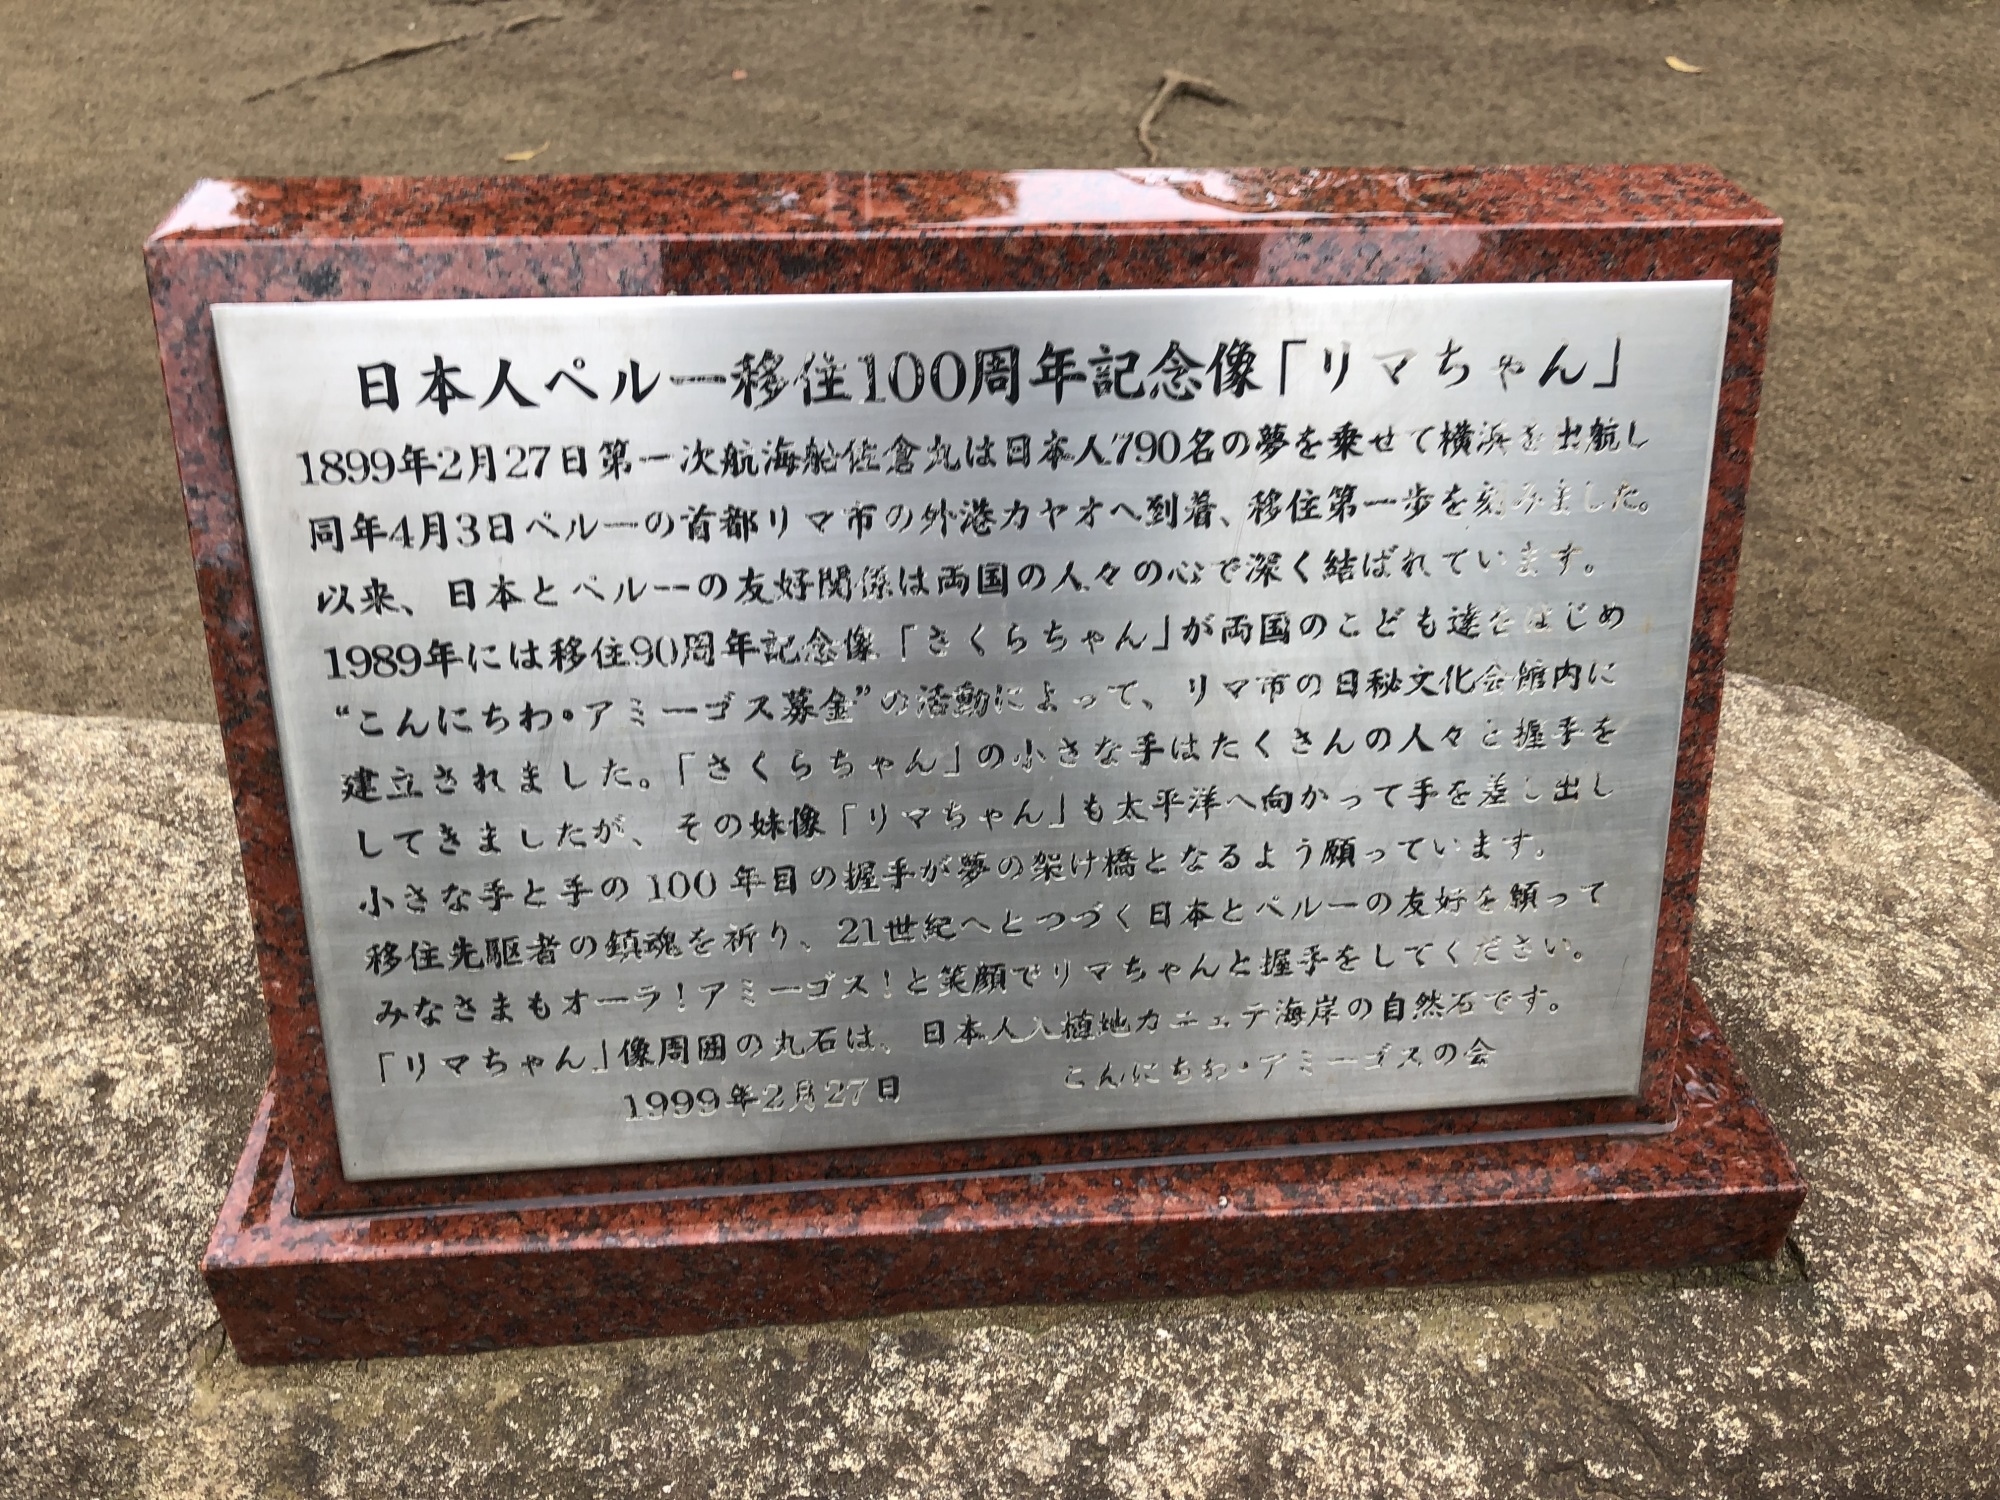 日本人ペルー移住100周年記念像「リマちゃん」
1899年2月27日第一次航海船佐倉丸は日本人790名の夢を乗せて横浜を出航し
同年4月3日ペルーの首都リマ市の外港カヤオへ到着、移住第一歩を刻みました。
以来、日本とペルーの友好関係は両国の人々の心で深く結ばれています。
1989年には移住90周年記念像「さくらちゃん」が両国のこども達をはじめ
“こんにちわ・アミーゴス募金”の活動によって、リマ市の日秘文化会館内に
建立されました。「さくらちゃん」の小さな手はたくさんの人々と握手を
してきましたが、その妹像「リマちゃん」も太平洋へ向かって手を差し出し
小さな手と手の100年目の握手が夢の架け橋となるよう願っています。
移住先駆者の鎮魂を祈り、21世紀へとつづく日本とペルーの友好を願って
みなさまもオーラ！アミーゴス！と笑顔でリマちゃんと握手をしてください。
「リマちゃん」像周囲の丸石は、日本人入植地カニェテ海岸の自然石です。
1999年2月27日 こんにちわ・アミーゴスの会